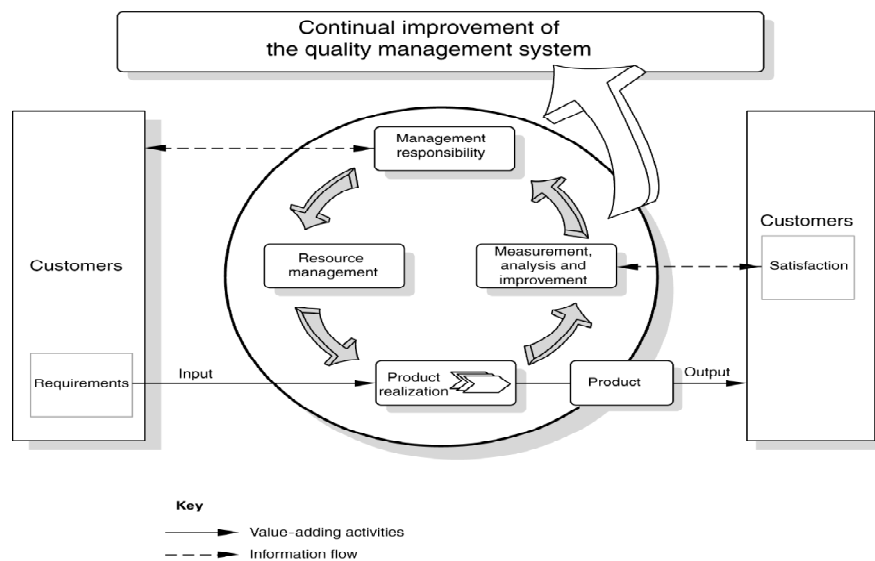 Continual improvement of
the quality management system
Management
responsibility
Customers
Resource
management
Measurement,
analysis and
improvement
Customers
Satisfaction
Requirements
Input
Product
realization
Product
Output
Key
Value-adding activities
Information flow